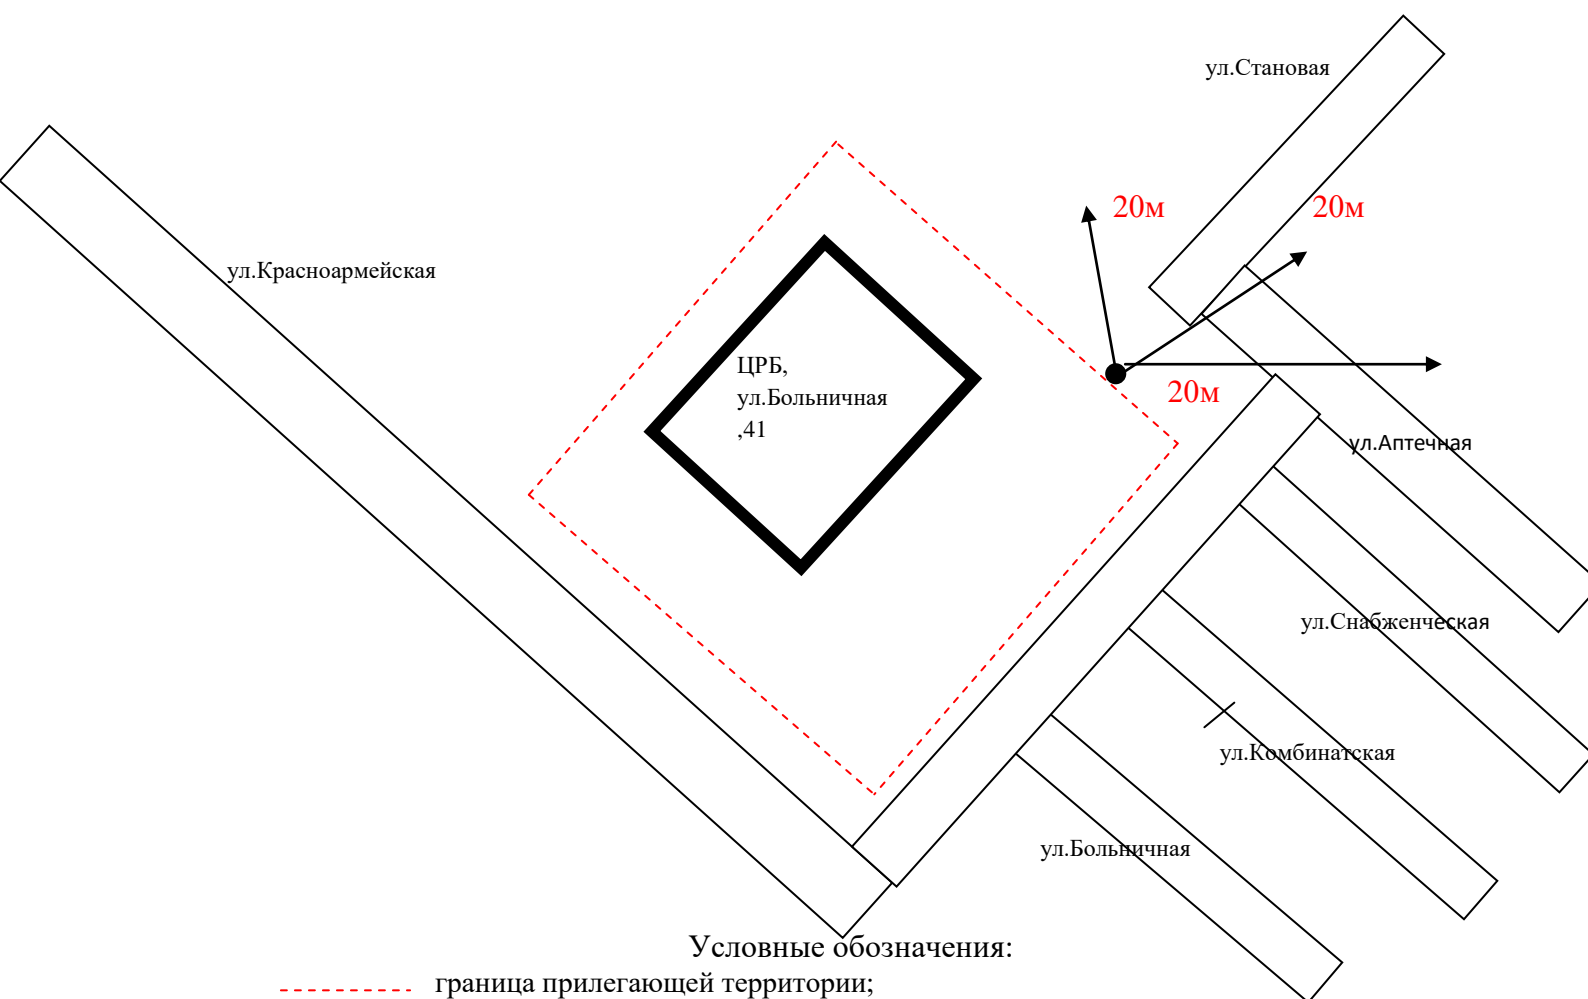 ул.Становая
20м
20м
ул.Красноармейская
ЦРБ,
ул.Больничная
,41
20м
ул.Аптечная
ул.Снабженческая
ул.Комбинатская
ул.Больничная
Условные обозначения:
граница прилегающей территории;